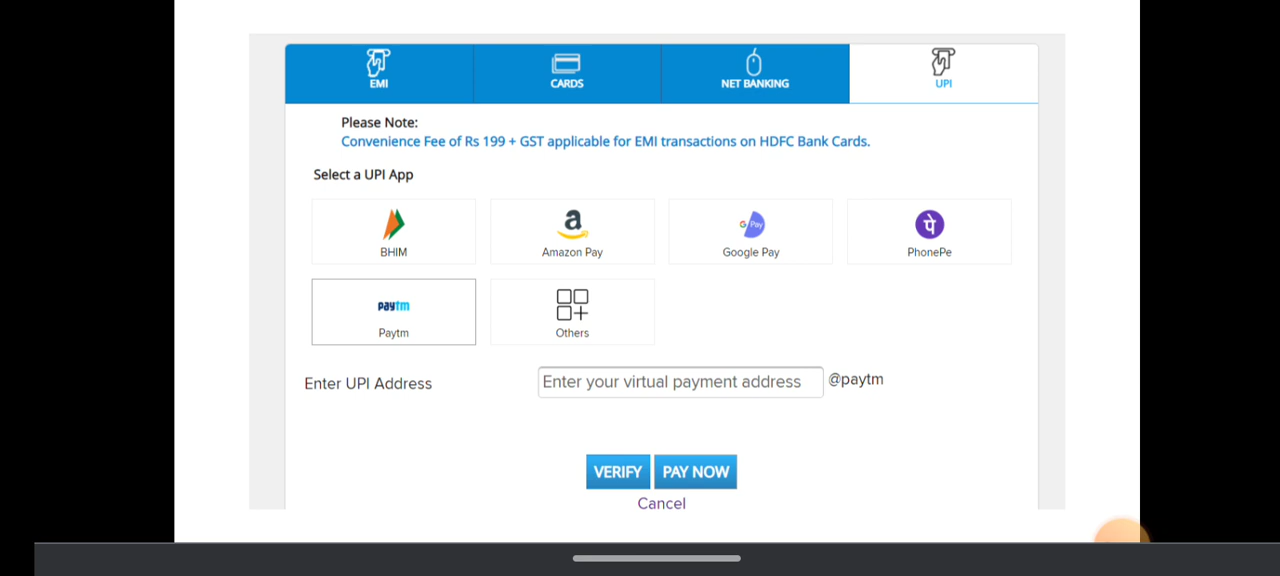 EMI
CARDS
NET BANKING
UPI
Please Note:
Convenience Fee of Rs 199 + GST applicable for EMI transactions on HDFC Bank Cards.
Select a UPI App
BHIM
a
Amazon Pay
G Pay
Google Pay
पे
PhonePe
paytm
Paytm
Others
Enter UPI Address
Enter your virtual payment address
@paytm
VERIFY
PAY NOW
Cancel